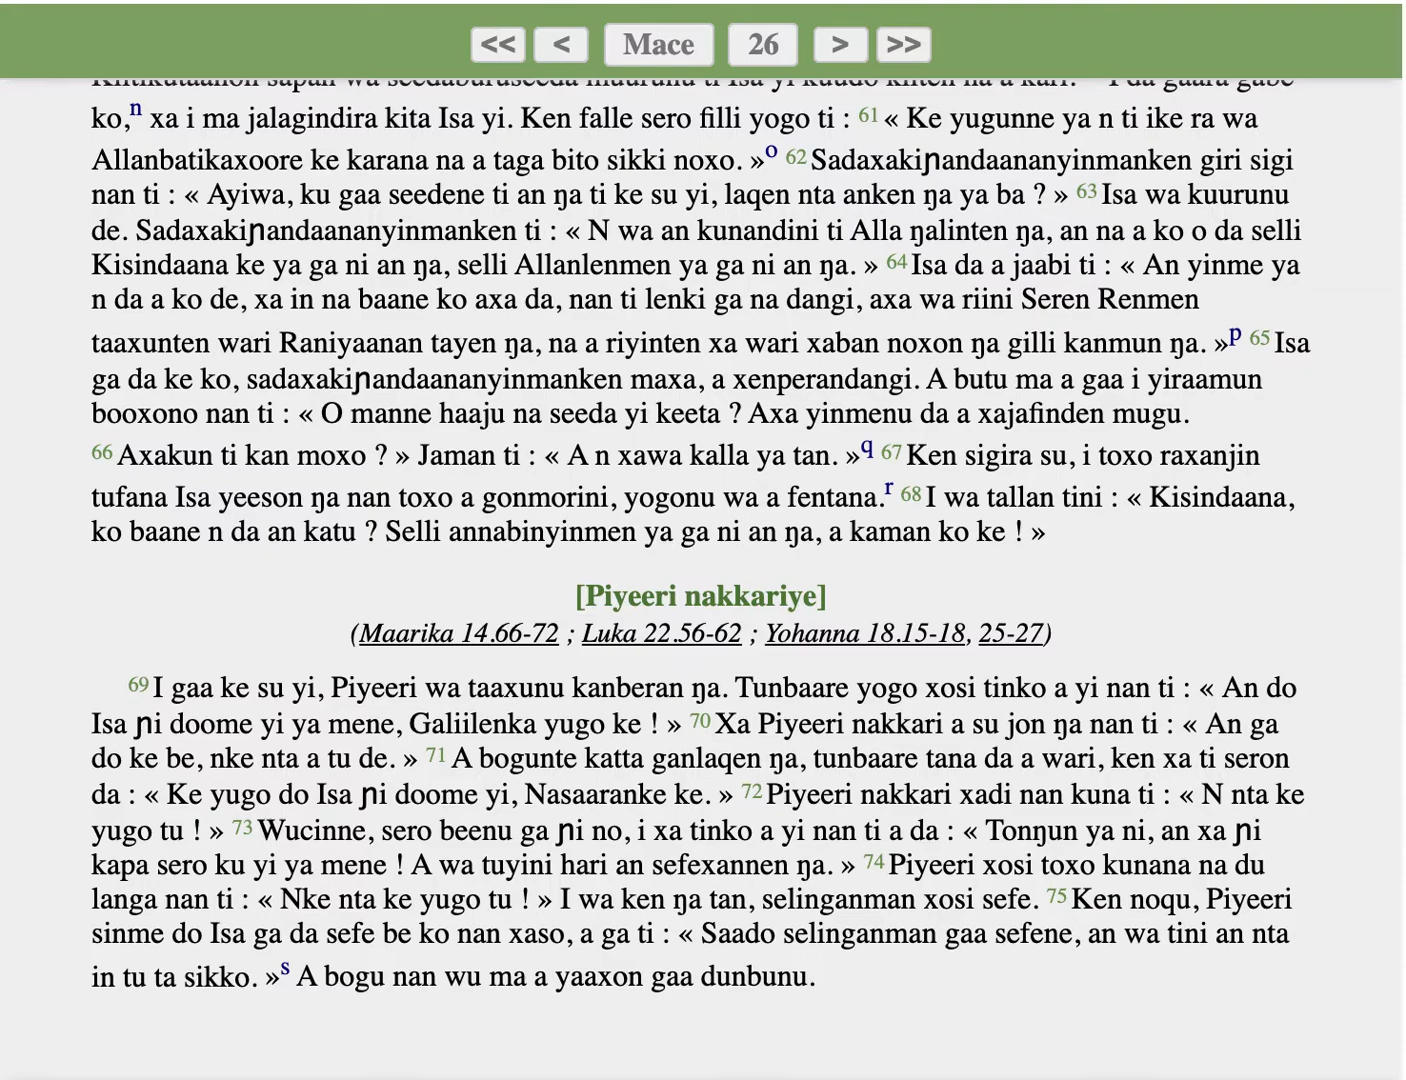 << < Mace 26 > >>
ko,n xa i ma jalagindira kita Isa yi. Ken falle sero filli yogo ti : 61 « Ke yugunne ya n ti ike ra wa
Allanbatikaxoore ke karana na a taga bito sikki noxo. »o 62 Sadaxakiɲandaananyinmanken giri sigi
nan ti : « Ayiwa, ku gaa seedene ti an ŋa ti ke su yi, laqen nta anken ŋa ya ba ? » 63 Isa wa kuurunu
de. Sadaxakiɲandaananyinmanken ti : « N wa an kunandini ti Alla ŋalinten ŋa, an na a ko o da selli
Kisindaana ke ya ga ni an ŋa, selli Allanlenmen ya ga ni an ŋa. » 64 Isa da a jaabi ti : « An yinme ya
n da a ko de, xa in na baane ko axa da, nan ti lenki ga na dangi, axa wa riini Seren Renmen
taaxunten wari Raniyaanan tayen ŋa, na a riyinten xa wari xaban noxon ŋa gilli kanmun ŋa. »p 65 Isa
ga da ke ko, sadaxakiɲandaananyinmanken maxa, a xenperandangi. A butu ma a gaa i yiraamun
booxono nan ti : « O manne haaju na seeda yi keeta ? Axa yinmenu da a xajafinden mugu.
66 Axakun ti kan moxo ? » Jaman ti : « A n xawa kalla ya tan. »q 67 Ken sigira su, i toxo raxanjin
tufana Isa yeeson ŋa nan toxo a gonmorini, yogonu wa a fentana.r 68 I wa tallan tini : « Kisindaana,
ko baane n da an katu ? Selli annabinyinmen ya ga ni an ŋa, a kaman ko ke ! »
[Piyeeri nakkariye]
(Maarika 14.66-72 ; Luka 22.56-62 ; Yohanna 18.15-18, 25-27)
69 I gaa ke su yi, Piyeeri wa taaxunu kanberan ŋa. Tunbaare yogo xosi tinko a yi nan ti : « An do
Isa ɲi doome yi ya mene, Galiilenka yugo ke ! » 70 Xa Piyeeri nakkari a su jon ŋa nan ti : « An ga
do ke be, nke nta a tu de. » 71 A bogunte katta ganlaqen ŋa, tunbaare tana da a wari, ken xa ti seron
da : « Ke yugo do Isa ɲi doome yi, Nasaaranke ke. » 72 Piyeeri nakkari xadi nan kuna ti : « N nta ke
yugo tu ! » 73 Wucinne, sero beenu ga ɲi no, i xa tinko a yi nan ti a da : « Tonŋun ya ni, an xa ɲi
kapa sero ku yi ya mene ! A wa tuyini hari an sefexannen ŋa. » 74 Piyeeri xosi toxo kunana na du
langa nan ti : « Nke nta ke yugo tu ! » I wa ken ŋa tan, selinganman xosi sefe. 75 Ken noqu, Piyeeri
sinme do Isa ga da sefe be ko nan xaso, a ga ti : « Saado selinganman gaa sefene, an wa tini an nta
in tu ta sikko. »s A bogu nan wu ma a yaaxon gaa dunbunu.